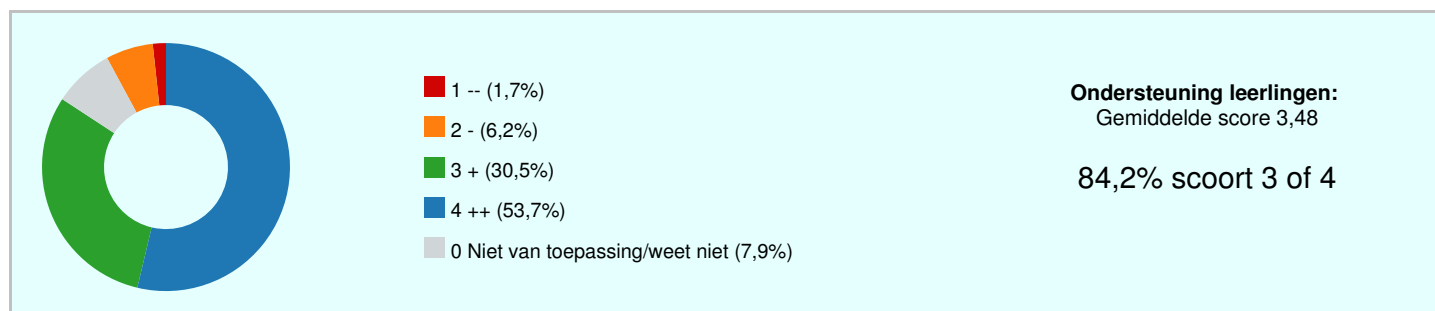 1 -- (1,7%)
2 - (6,2%)
3 + (30,5%)
4 ++ (53,7%)
0 Niet van toepassing/weet niet (7,9%)
Ondersteuning leerlingen:
Gemiddelde score 3,48
84,2% scoort 3 of 4